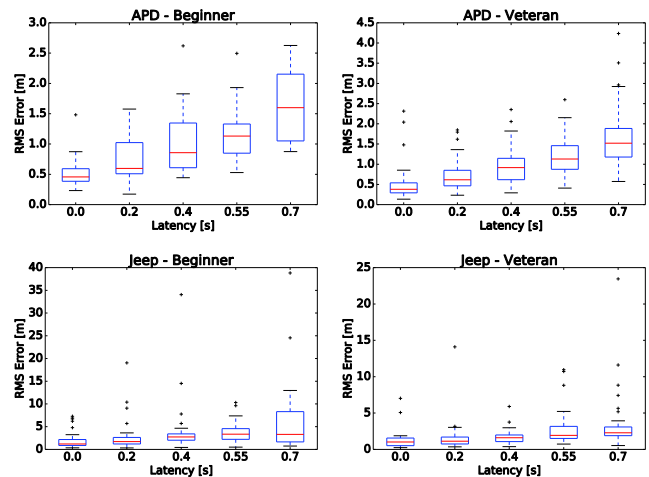 APD - Beginner
3.0
2.5
2.0
1.5
1.0
0.5
0.0
RMS Error [m]
0.0 0.2 0.4 0.55 0.7
Latency [s]
APD - Veteran
4.5
4.0
3.5
3.0
2.5
2.0
1.5
1.0
0.5
0.0
RMS Error [m]
0.0 0.2 0.4 0.55 0.7
Latency [s]
Jeep - Beginner
40
35
30
25
20
15
10
5
0
RMS Error [m]
0.0 0.2 0.4 0.55 0.7
Latency [s]
Jeep - Veteran
25
20
15
10
5
0
RMS Error [m]
0.0 0.2 0.4 0.55 0.7
Latency [s]